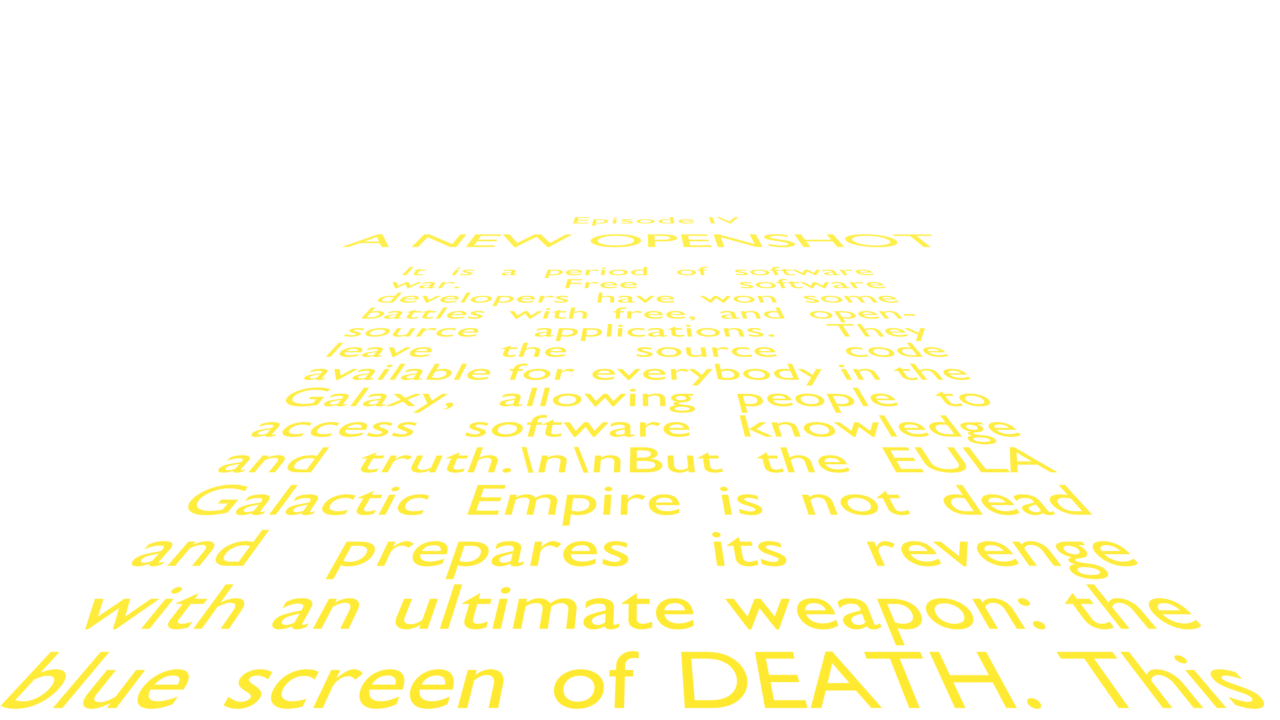 Episode IV
A NEW OPENSHOT
It is a period of software
war. Free software
developers have won some
battles with free, and open-
source applications. They
leave the source code
available for everybody in the
Galaxy, allowing people to
access software knowledge
and truth.\n\nBut the EULA
Galactic Empire is not dead
and prepares its revenge
with an ultimate weapon: the
blue screen of DEATH. This